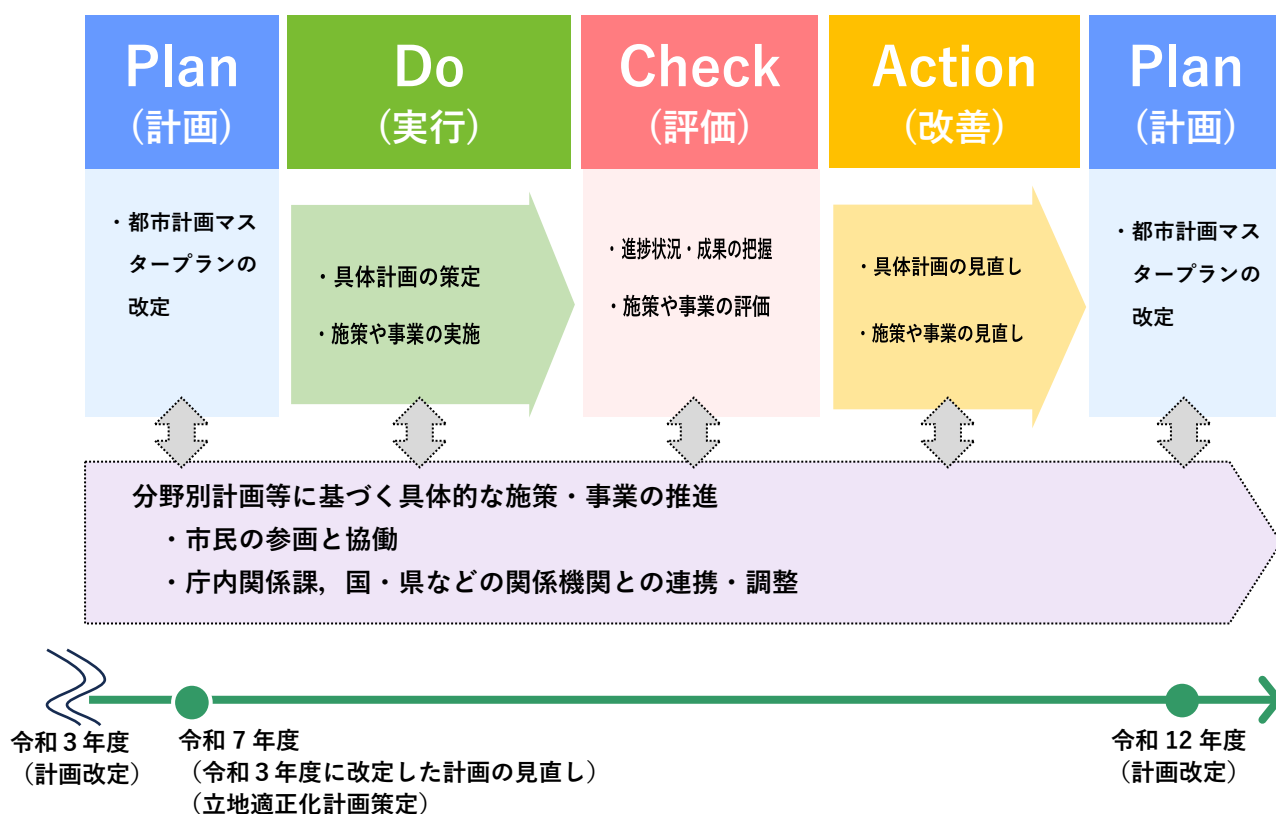 Plan
（計画）
Do
（実行）
Check
（評価）
Action
（改善）
Plan
（計画）
・都市計画マス
タープランの
改定
・具体計画の策定
・施策や事業の実施
・進捗状況・成果の把握
・施策や事業の評価
・具体計画の見直し
・施策や事業の見直し
・都市計画マス
タープランの
改定
分野別計画等に基づく具体的な施策・事業の推進
・市民の参画と協働
・庁内関係課，国・県などの関係機関との連携・調整
令和３年度
（計画改定）
令和７年度
（令和３年度に改定した計画の見直し）
（立地適正化計画策定）
令和 12 年度
（計画改定）